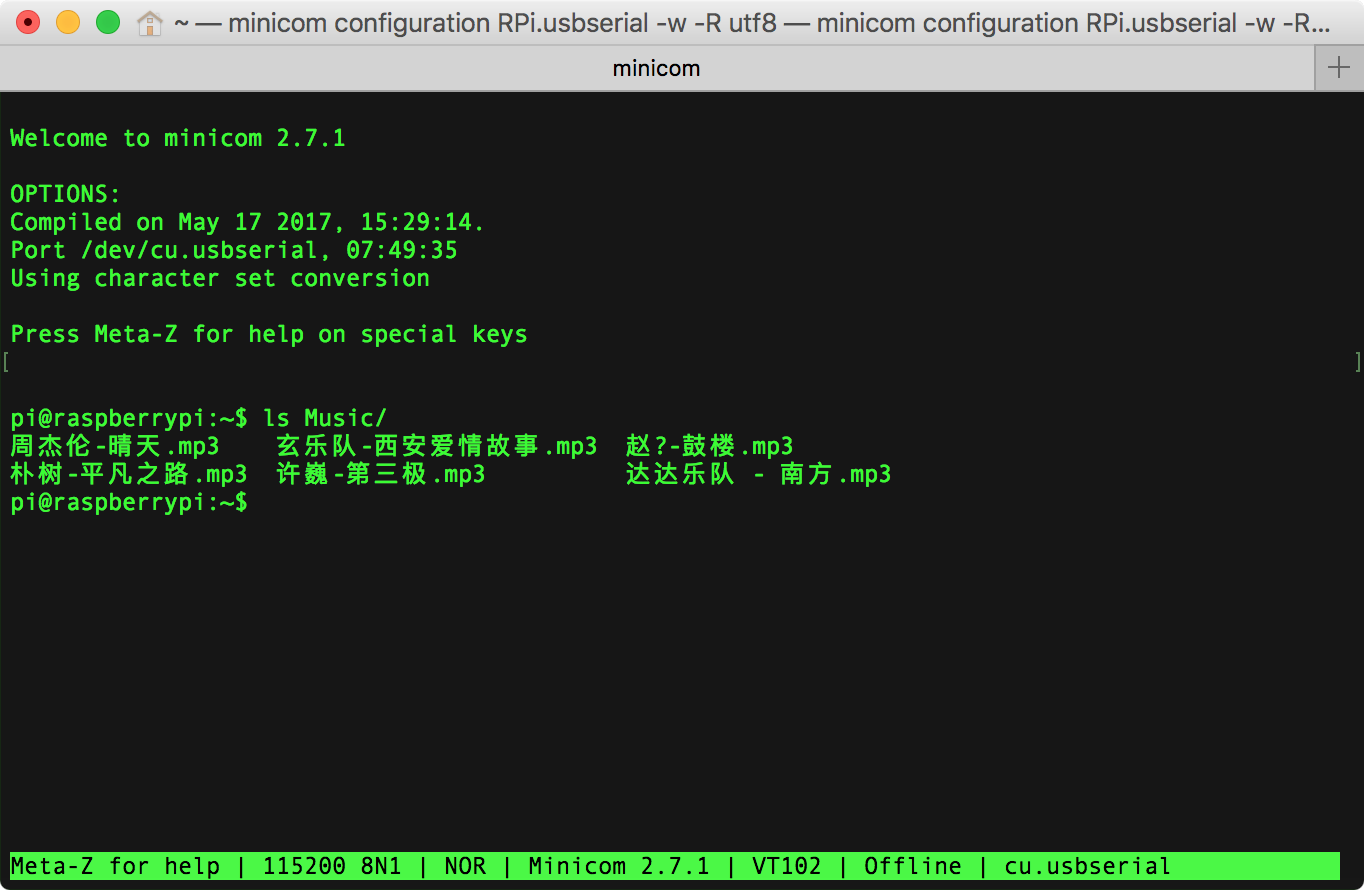 ~ — minicom configuration RPi.usbserial -w -R utf8 — minicom configuration RPi.usbserial -w -R...
minicom
Welcome to minicom 2.7.1
OPTIONS:
Compiled on May 17 2017, 15:29:14.
Port /dev/cu.usbserial, 07:49:35
Using character set conversion
Press Meta-Z for help on special keys
[ ]
pi@raspberrypi:~$ ls Music/
周杰伦-晴天.mp3 玄乐队-西安爱情故事.mp3 赵?-鼓楼.mp3
朴树-平凡之路.mp3 许巍-第三极.mp3 达达乐队 - 南方.mp3
pi@raspberrypi:~$
Meta-Z for help | 115200 8N1 | NOR | Minicom 2.7.1 | VT102 | Offline | cu.usbserial